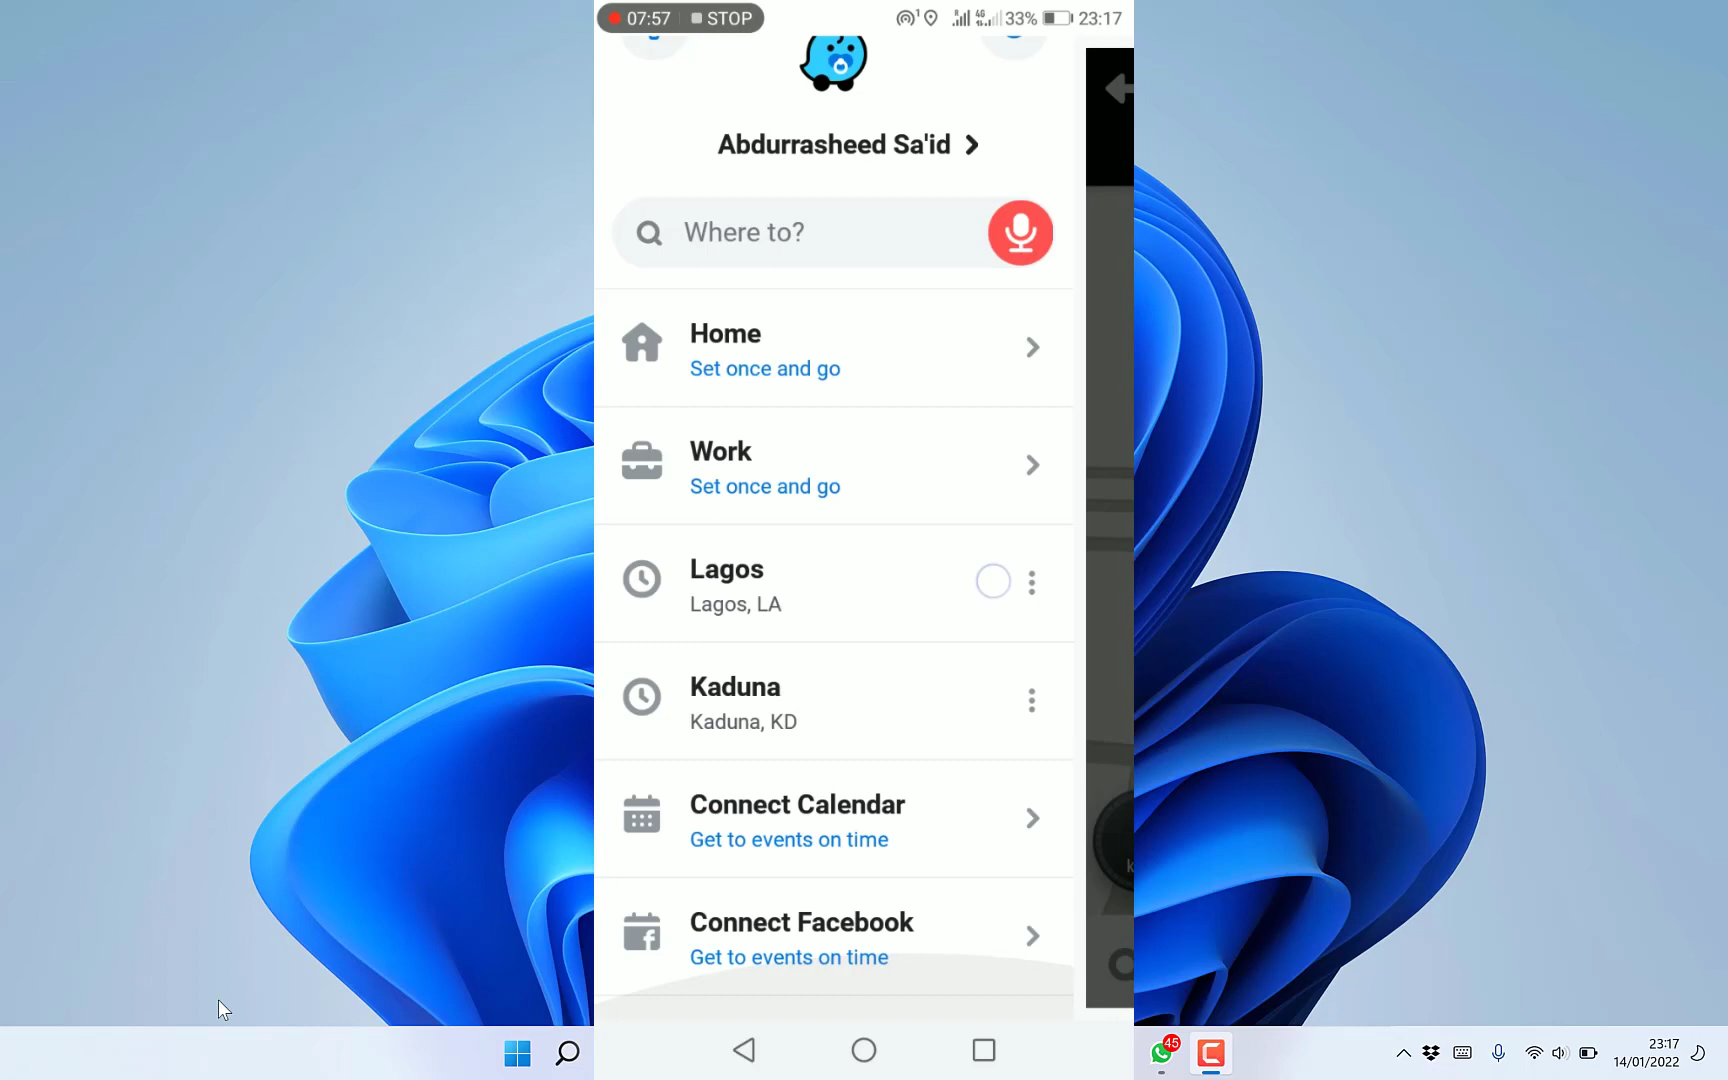 07:57 STOP
33% 23:17
Abdurrasheed Sa'id
Where to?
Home
Set once and go
Work
Set once and go
Lagos
Lagos, LA
Kaduna
Kaduna, KD
Connect Calendar
Get to events on time
Connect Facebook
Get to events on time
45
23:17
14/01/2022